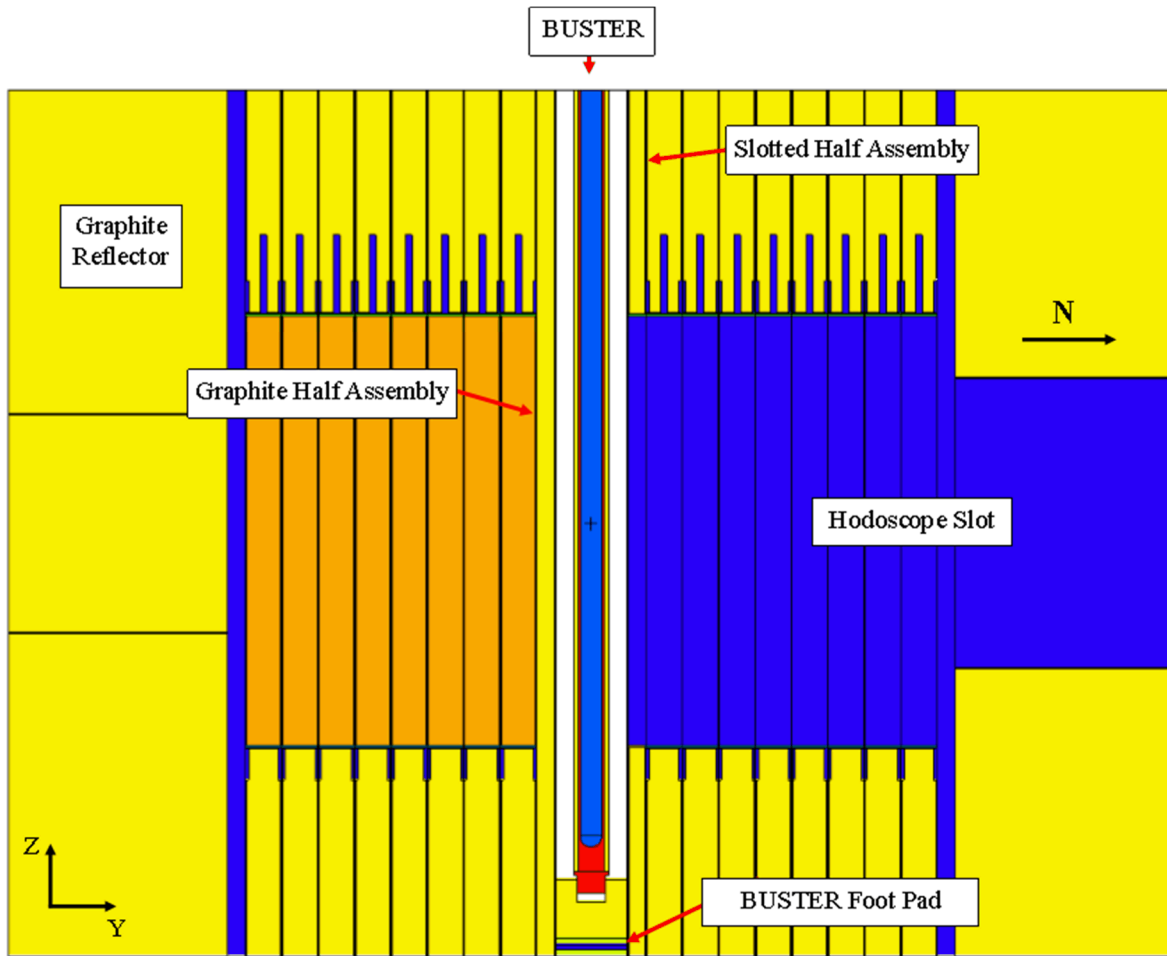 BUSTER
Slotted Half Assembly
Graphite
Reflector
N
Graphite Half Assembly
Hodoscope Slot
Z
Y
BUSTER Foot Pad